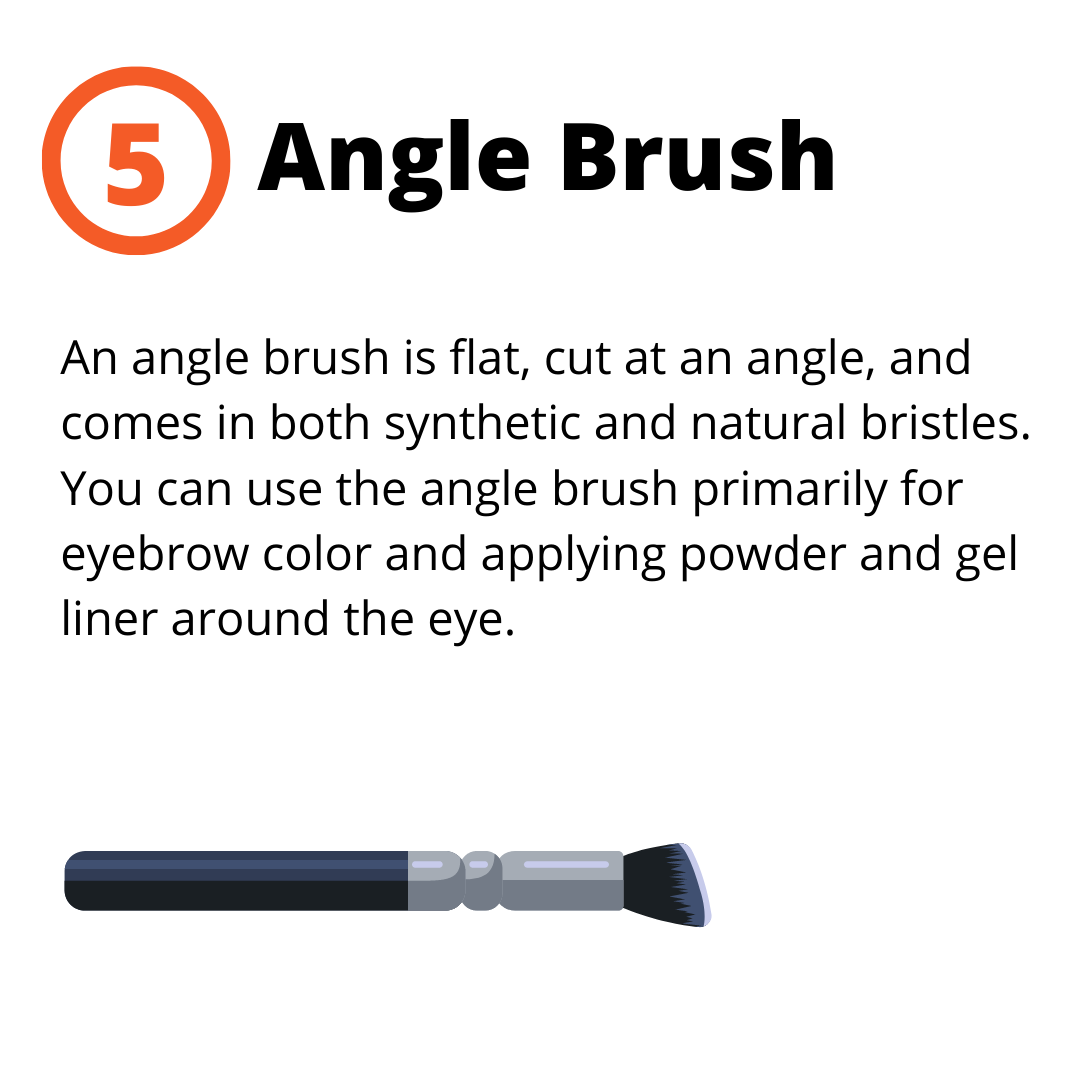 5
Angle Brush
An angle brush is flat, cut at an angle, and
comes in both synthetic and natural bristles.
You can use the angle brush primarily for
eyebrow color and applying powder and gel
liner around the eye.